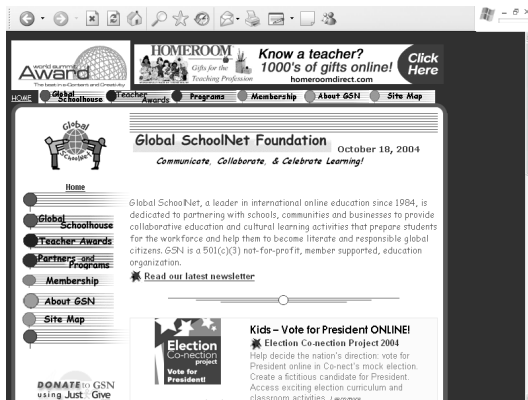 world summit
Award
The best in e-Content and Creativity
HOMEROOM
Gifts for the
Teaching Profession
Know a teacher?
1000's of gifts online!
homeroomdirect.com
Click
Here
HOME
Global
Schoolhouse
Teacher
Awards
Programs
Membership
About GSN
Site Map
Global
SchoolNet
Global SchoolNet Foundation
October 18, 2004
Communicate, Collaborate, & Celebrate Learning!
Home
Global
Schoolhouse
Teacher Awards
Partners and
Programs
Membership
About GSN
Site Map
DONATE to GSN
using Just Give
Global SchoolNet, a leader in international online education since 1984, is
dedicated to partnering with schools, communities and businesses to provide
collaborative education and cultural learning activities that prepare students
for the workforce and help them to become literate and responsible global
citizens. GSN is a 501(c)(3) not-for-profit, member supported, education
organization.
Read our latest newsletter
Election
Co-nection
project
Vote for
President!
Kids – Vote for President ONLINE!
Election Co-nection Project 2004
Help decide the nation's direction: vote for
President online in Co-nect's mock election.
Create a fictitious candidate for President.
Access exciting election curriculum and
classroom activities.